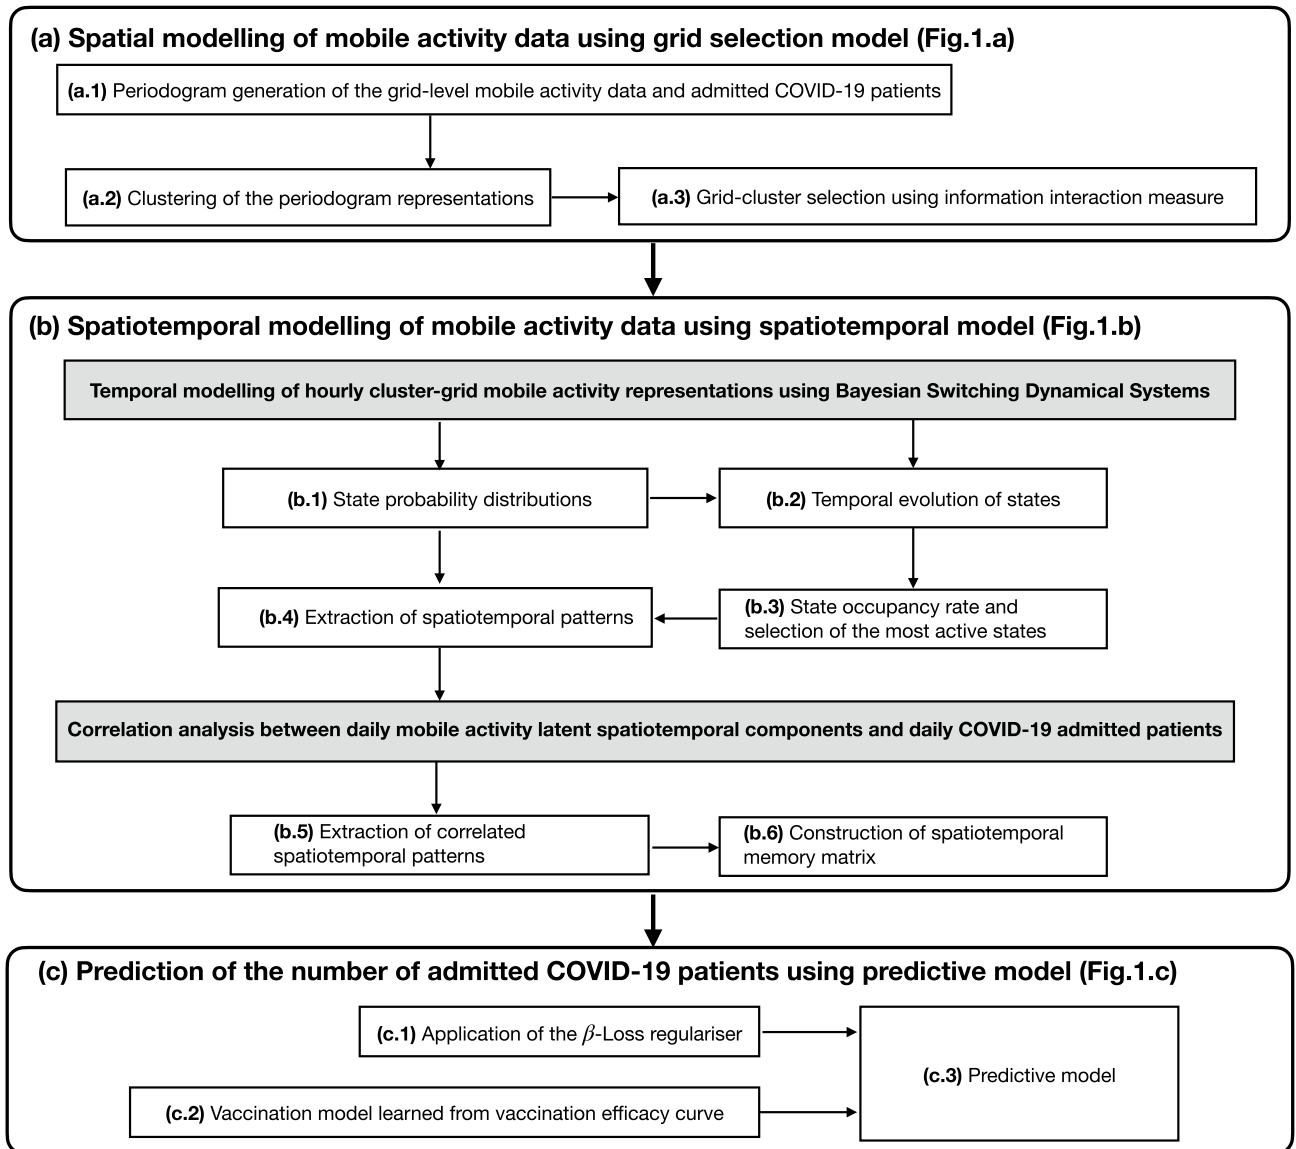 (a) Spatial modelling of mobile activity data using grid selection model (Fig.1.a)
(a.1) Periodogram generation of the grid-level mobile activity data and admitted COVID-19 patients
(a.2) Clustering of the periodogram representations
(a.3) Grid-cluster selection using information interaction measure
(b) Spatiotemporal modelling of mobile activity data using spatiotemporal model (Fig.1.b)
Temporal modelling of hourly cluster-grid mobile activity representations using Bayesian Switching Dynamical Systems
(b.1) State probability distributions
(b.2) Temporal evolution of states
(b.4) Extraction of spatiotemporal patterns
(b.3) State occupancy rate and
selection of the most active states
Correlation analysis between daily mobile activity latent spatiotemporal components and daily COVID-19 admitted patients
(b.5) Extraction of correlated
spatiotemporal patterns
(b.6) Construction of spatiotemporal
memory matrix
(c) Prediction of the number of admitted COVID-19 patients using predictive model (Fig.1.c)
(c.1) Application of the β-Loss regulariser
(c.2) Vaccination model learned from vaccination efficacy curve
(c.3) Predictive model